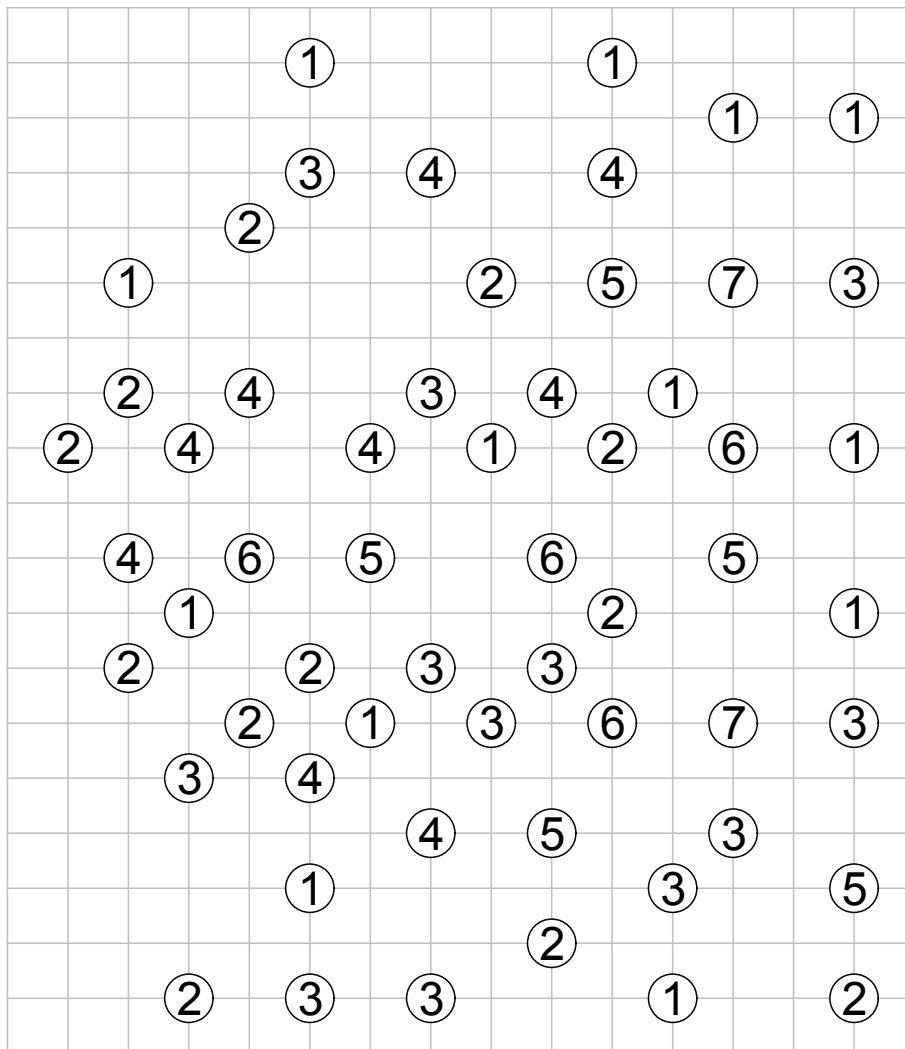 1 1
1 1
3 4 4
2
1 2 5 7 3
2 4 3 4 1
2 4 4 1 2 6 1
4 6 5 6 5
1 2 1
2 2 3 3
2 1 3 6 7 3
3 4
4 5 3
1 3 5
2
2 3 3 1 2